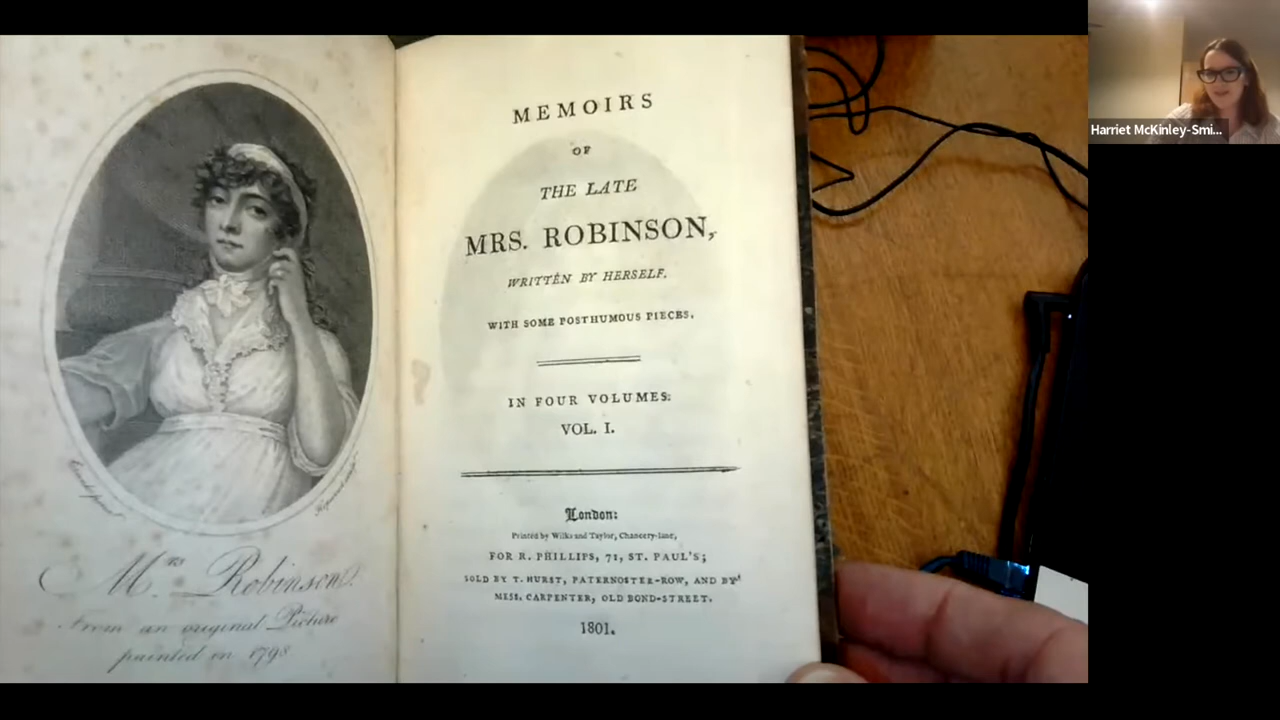 Mrs Robinson.
From an original Picture
painted in 1798
MEMOIRS
OF
THE LATE
MRS. ROBINSON,
WRITTEN BY HERSELF.
WITH SOME POSTHUMOUS PIECES.
IN FOUR VOLUMES.
VOL. I.
London:
Printed by Wilks and Taylor, Chancery-lane,
FOR R. PHILLIPS, 71, ST. PAUL'S;
SOLD BY T. HURST, PATERNOSTER-ROW, AND BY
MESS. CARPENTER, OLD BOND-STREET.
1801.
Harriet McKinley-Smi...